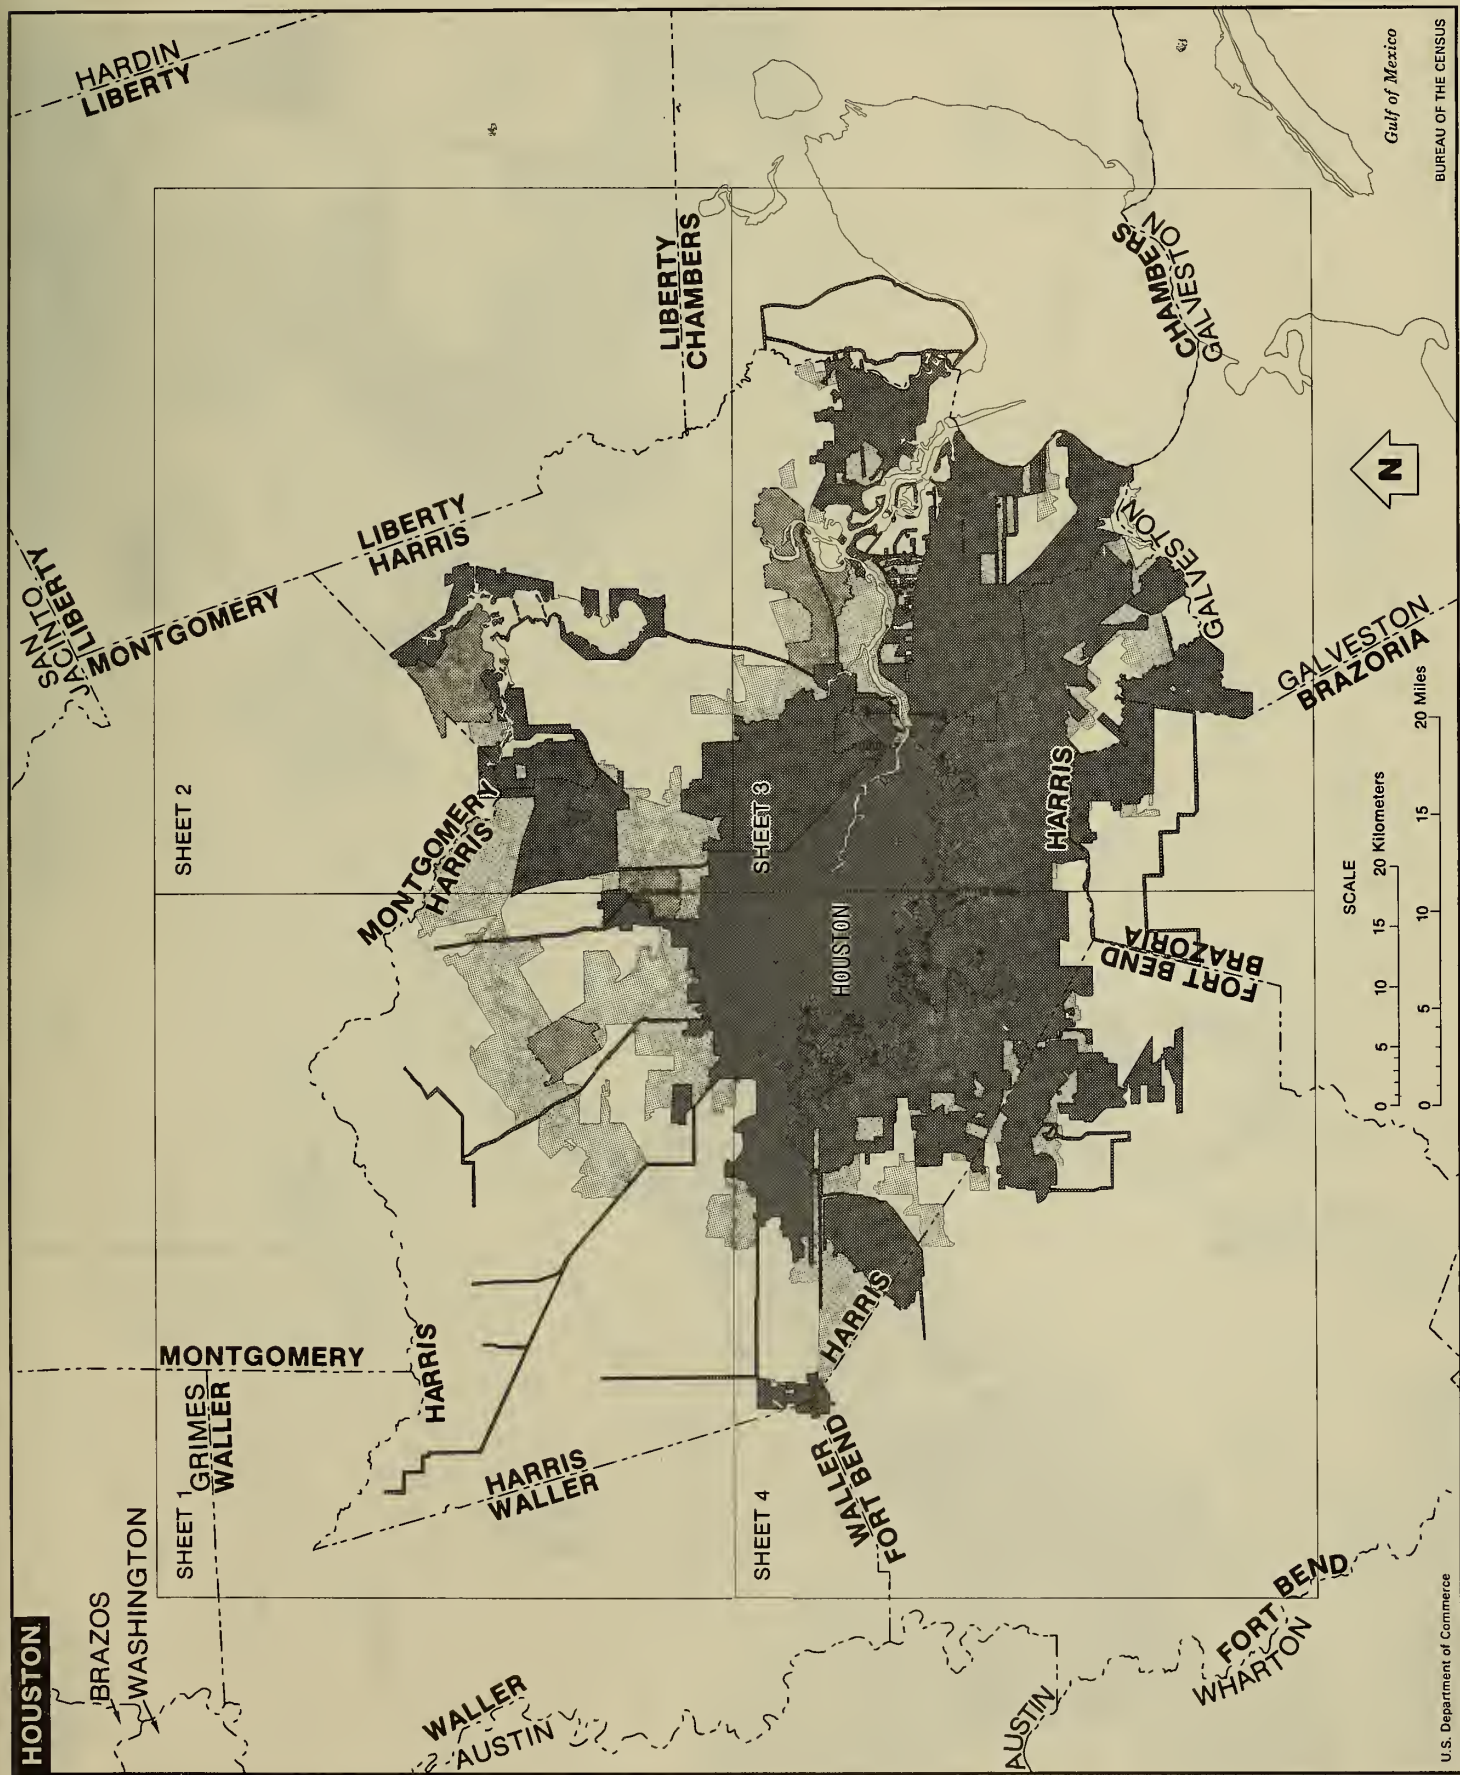 HOUSTON
BRAZOS
WASHINGTON
SHEET 1
GRIMES
WALLER
MONTGOMERY
HARRIS
HARRIS
WALLER
WALLER
AUSTIN
SHEET 2
SAN
JACINTO
LIBERTY
MONTGOMERY
HARDIN
LIBERTY
LIBERTY
HARRIS
MONTGOMERY
HARRIS
LIBERTY
CHAMBERS
SHEET 3
SHEET 4
HOUSTON
HARRIS
WALLER
FORT BEND
HARRIS
CHAMBERS
GALVESTON
GALVESTON
GALVESTON
BRAZORIA
FORT BEND
BRAZORIA
AUSTIN
FORT BEND
WHARTON
N
Gulf of Mexico
SCALE
0 5 10 15 20 Kilometers
0 5 10 15 20 Miles
U.S. Department of Commerce
BUREAU OF THE CENSUS